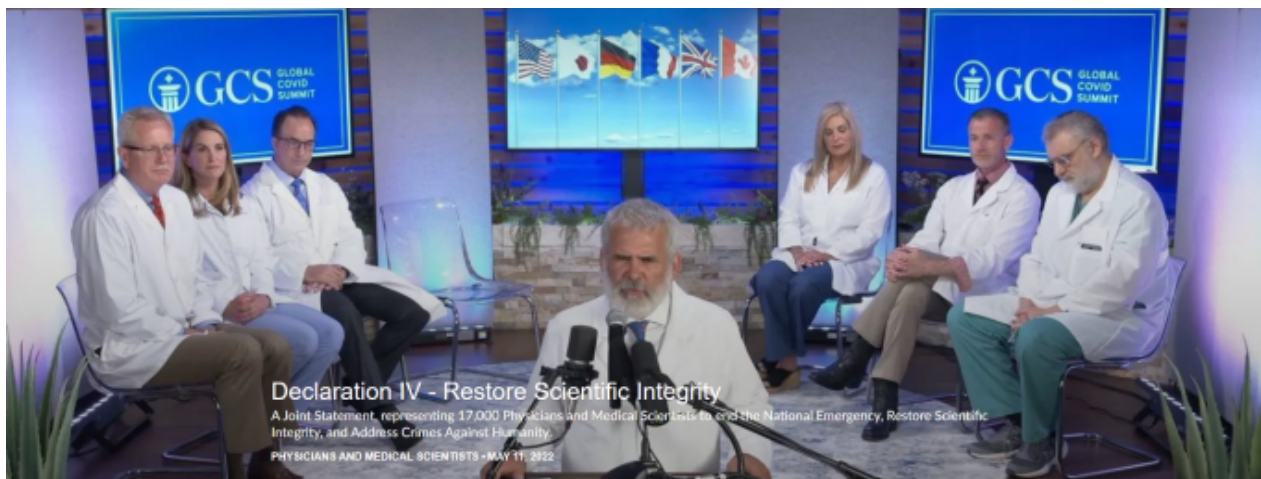 GCS GLOBAL
COVID
SUMMIT
GCS GLOBAL
COVID
SUMMIT
Declaration IV - Restore Scientific Integrity
A Joint Statement, representing 17,000 Physicians and Medical Scientists to end the National Emergency, Restore Scientific
Integrity, and Address Crimes Against Humanity.
PHYSICIANS AND MEDICAL SCIENTISTS • MAY 11, 2022